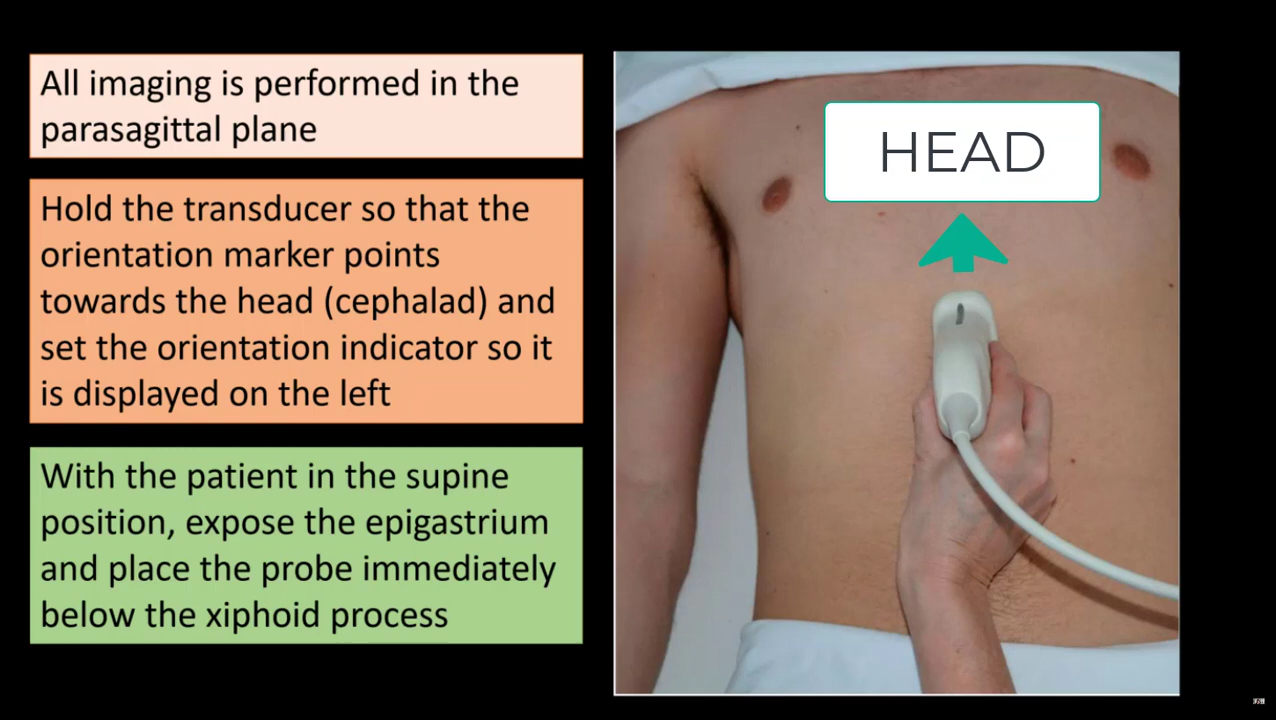 All imaging is performed in the
parasagittal plane
Hold the transducer so that the
orientation marker points
towards the head (cephalad) and
set the orientation indicator so it
is displayed on the left
With the patient in the supine
position, expose the epigastrium
and place the probe immediately
below the xiphoid process
HEAD